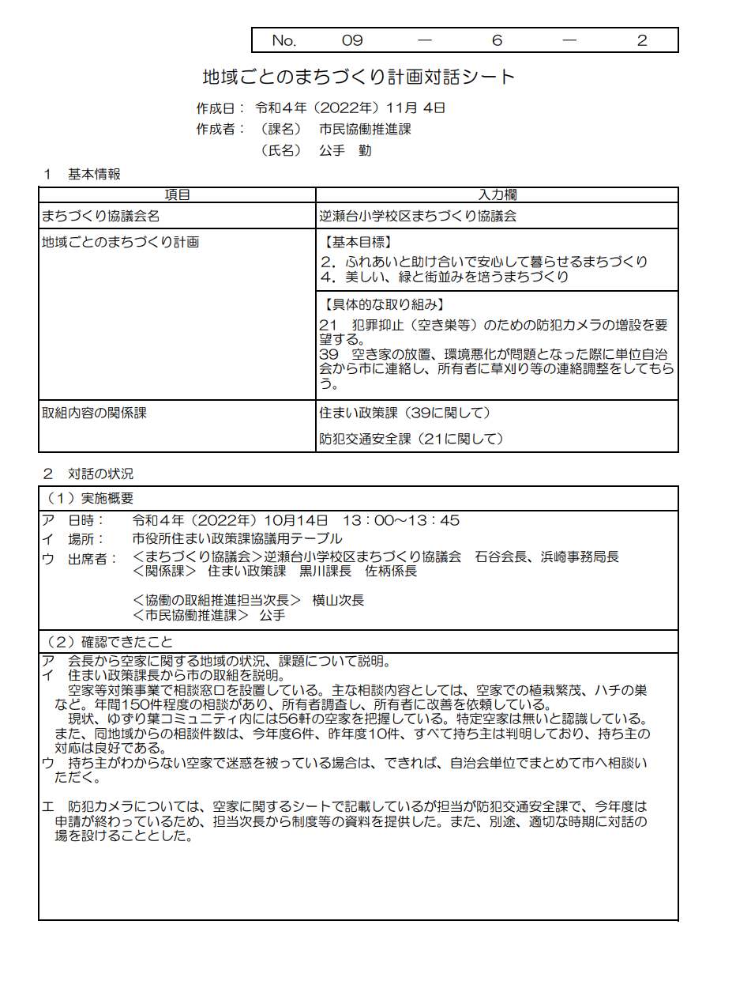 No. 09 － 6 － 2
地域ごとのまちづくり計画対話シート
作成日： 令和４年（2022年）11月 4日
作成者： （課名） 市民協働推進課
（氏名） 公手　勤
１　基本情報
項目 入力欄
まちづくり協議会名 逆瀬台小学校区まちづくり協議会
地域ごとのまちづくり計画 【基本目標】
２．ふれあいと助け合いで安心して暮らせるまちづくり
４．美しい、緑と街並みを培うまちづくり
【具体的な取り組み】
21　犯罪抑止（空き巣等）のための防犯カメラの増設を要
望する。
39　空き家の放置、環境悪化が問題となった際に単位自治
会から市に連絡し、所有者に草刈り等の連絡調整をしてもら
う。
取組内容の関係課 住まい政策課（39に関して）
防犯交通安全課（21に関して）
２　対話の状況
（１）実施概要
ア　日時： 令和４年（2022年）10月14日　13：00～13：45
イ　場所： 市役所住まい政策課協議用テーブル
ウ　出席者： ＜まちづくり協議会＞逆瀬台小学校区まちづくり協議会　石谷会長、浜崎事務局長
＜関係課＞　住まい政策課　黒川課長　佐柄係長
＜協働の取組推進担当次長＞　横山次長
＜市民協働推進課＞　公手
（２）確認できたこと
ア　会長から空家に関する地域の状況、課題について説明。
イ　住まい政策課長から市の取組を説明。
空家等対策事業で相談窓口を設置している。主な相談内容としては、空家での植栽繁茂、ハチの巣
など。年間150件程度の相談があり、所有者調査し、所有者に改善を依頼している。
現状、ゆずり葉コミュニティ内には56軒の空家を把握している。特定空家は無いと認識している。
また、同地域からの相談件数は、今年度6件、昨年度10件、すべて持ち主は判明しており、持ち主の
対応は良好である。
ウ　持ち主がわからない空家で迷惑を被っている場合は、できれば、自治会単位でまとめて市へ相談い
ただく。
エ　防犯カメラについては、空家に関するシートで記載しているが担当が防犯交通安全課で、今年度は
申請が終わっているため、担当次長から制度等の資料を提供した。また、別途、適切な時期に対話の
場を設けることとした。